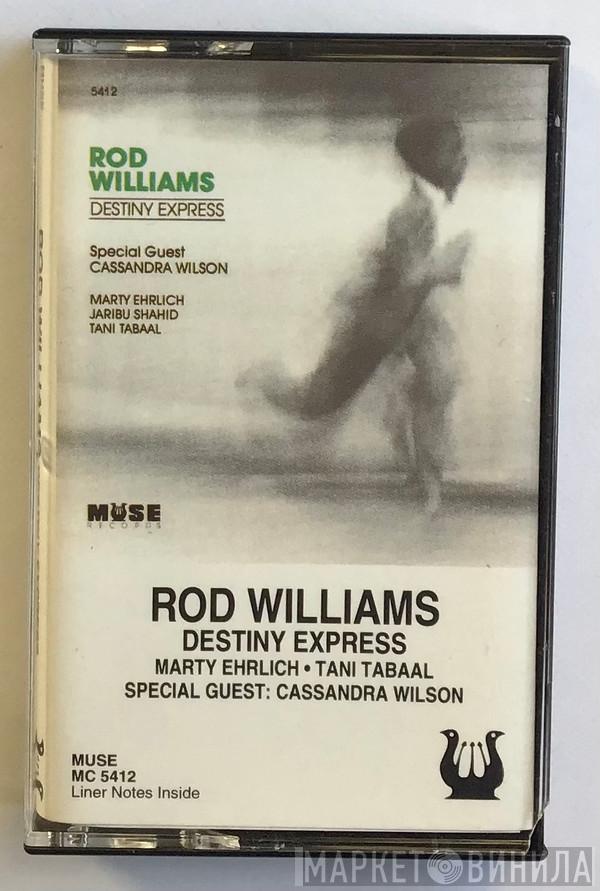 5412
ROD
WILLIAMS
DESTINY EXPRESS
Special Guest
CASSANDRA WILSON
MARTY EHRLICH
JARIBU SHAHID
TANI TABAAL
MUSE
RECORDS
ROD WILLIAMS
DESTINY EXPRESS
MARTY EHRLICH • TANI TABAAL
SPECIAL GUEST: CASSANDRA WILSON
MUSE
MC 5412
Liner Notes Inside
МАРКЕТ ВИНИЛА